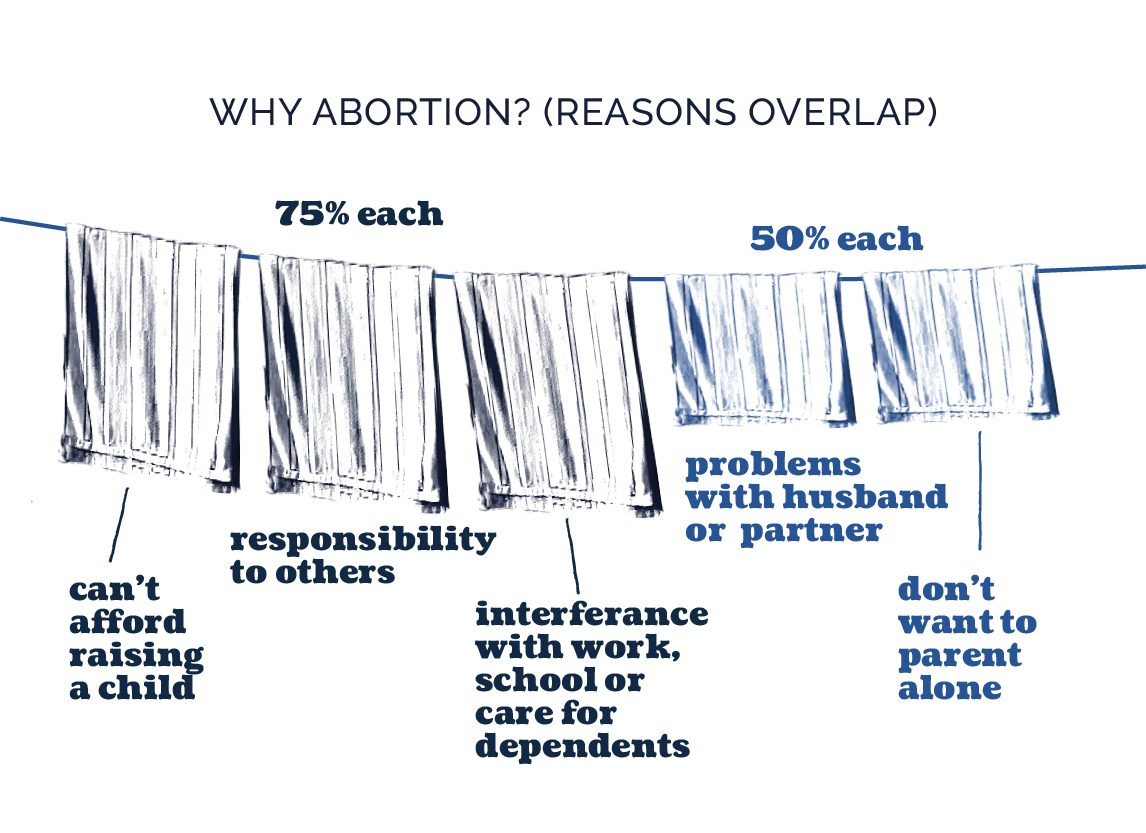 WHY ABORTION? (REASONS OVERLAP)
75% each
50% each
can't
afford
raising
a child
responsibility
to others
interferance
with work,
school or
care for
dependents
problems
with husband
or partner
don't
want to
parent
alone